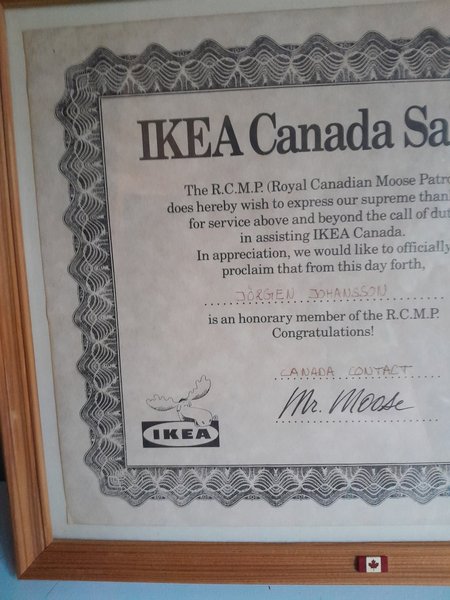 IKEA Canada Sa
The R.C.M.P. (Royal Canadian Moose Patro
does hereby wish to express our supreme than
for service above and beyond the call of dut
in assisting IKEA Canada.
In appreciation, we would like to officially
proclaim that from this day forth,
JÖRGEN JOHANSSON
is an honorary member of the R.C.M.P.
Congratulations!
CANADA CONTACT
Mr. Moose
IKEA